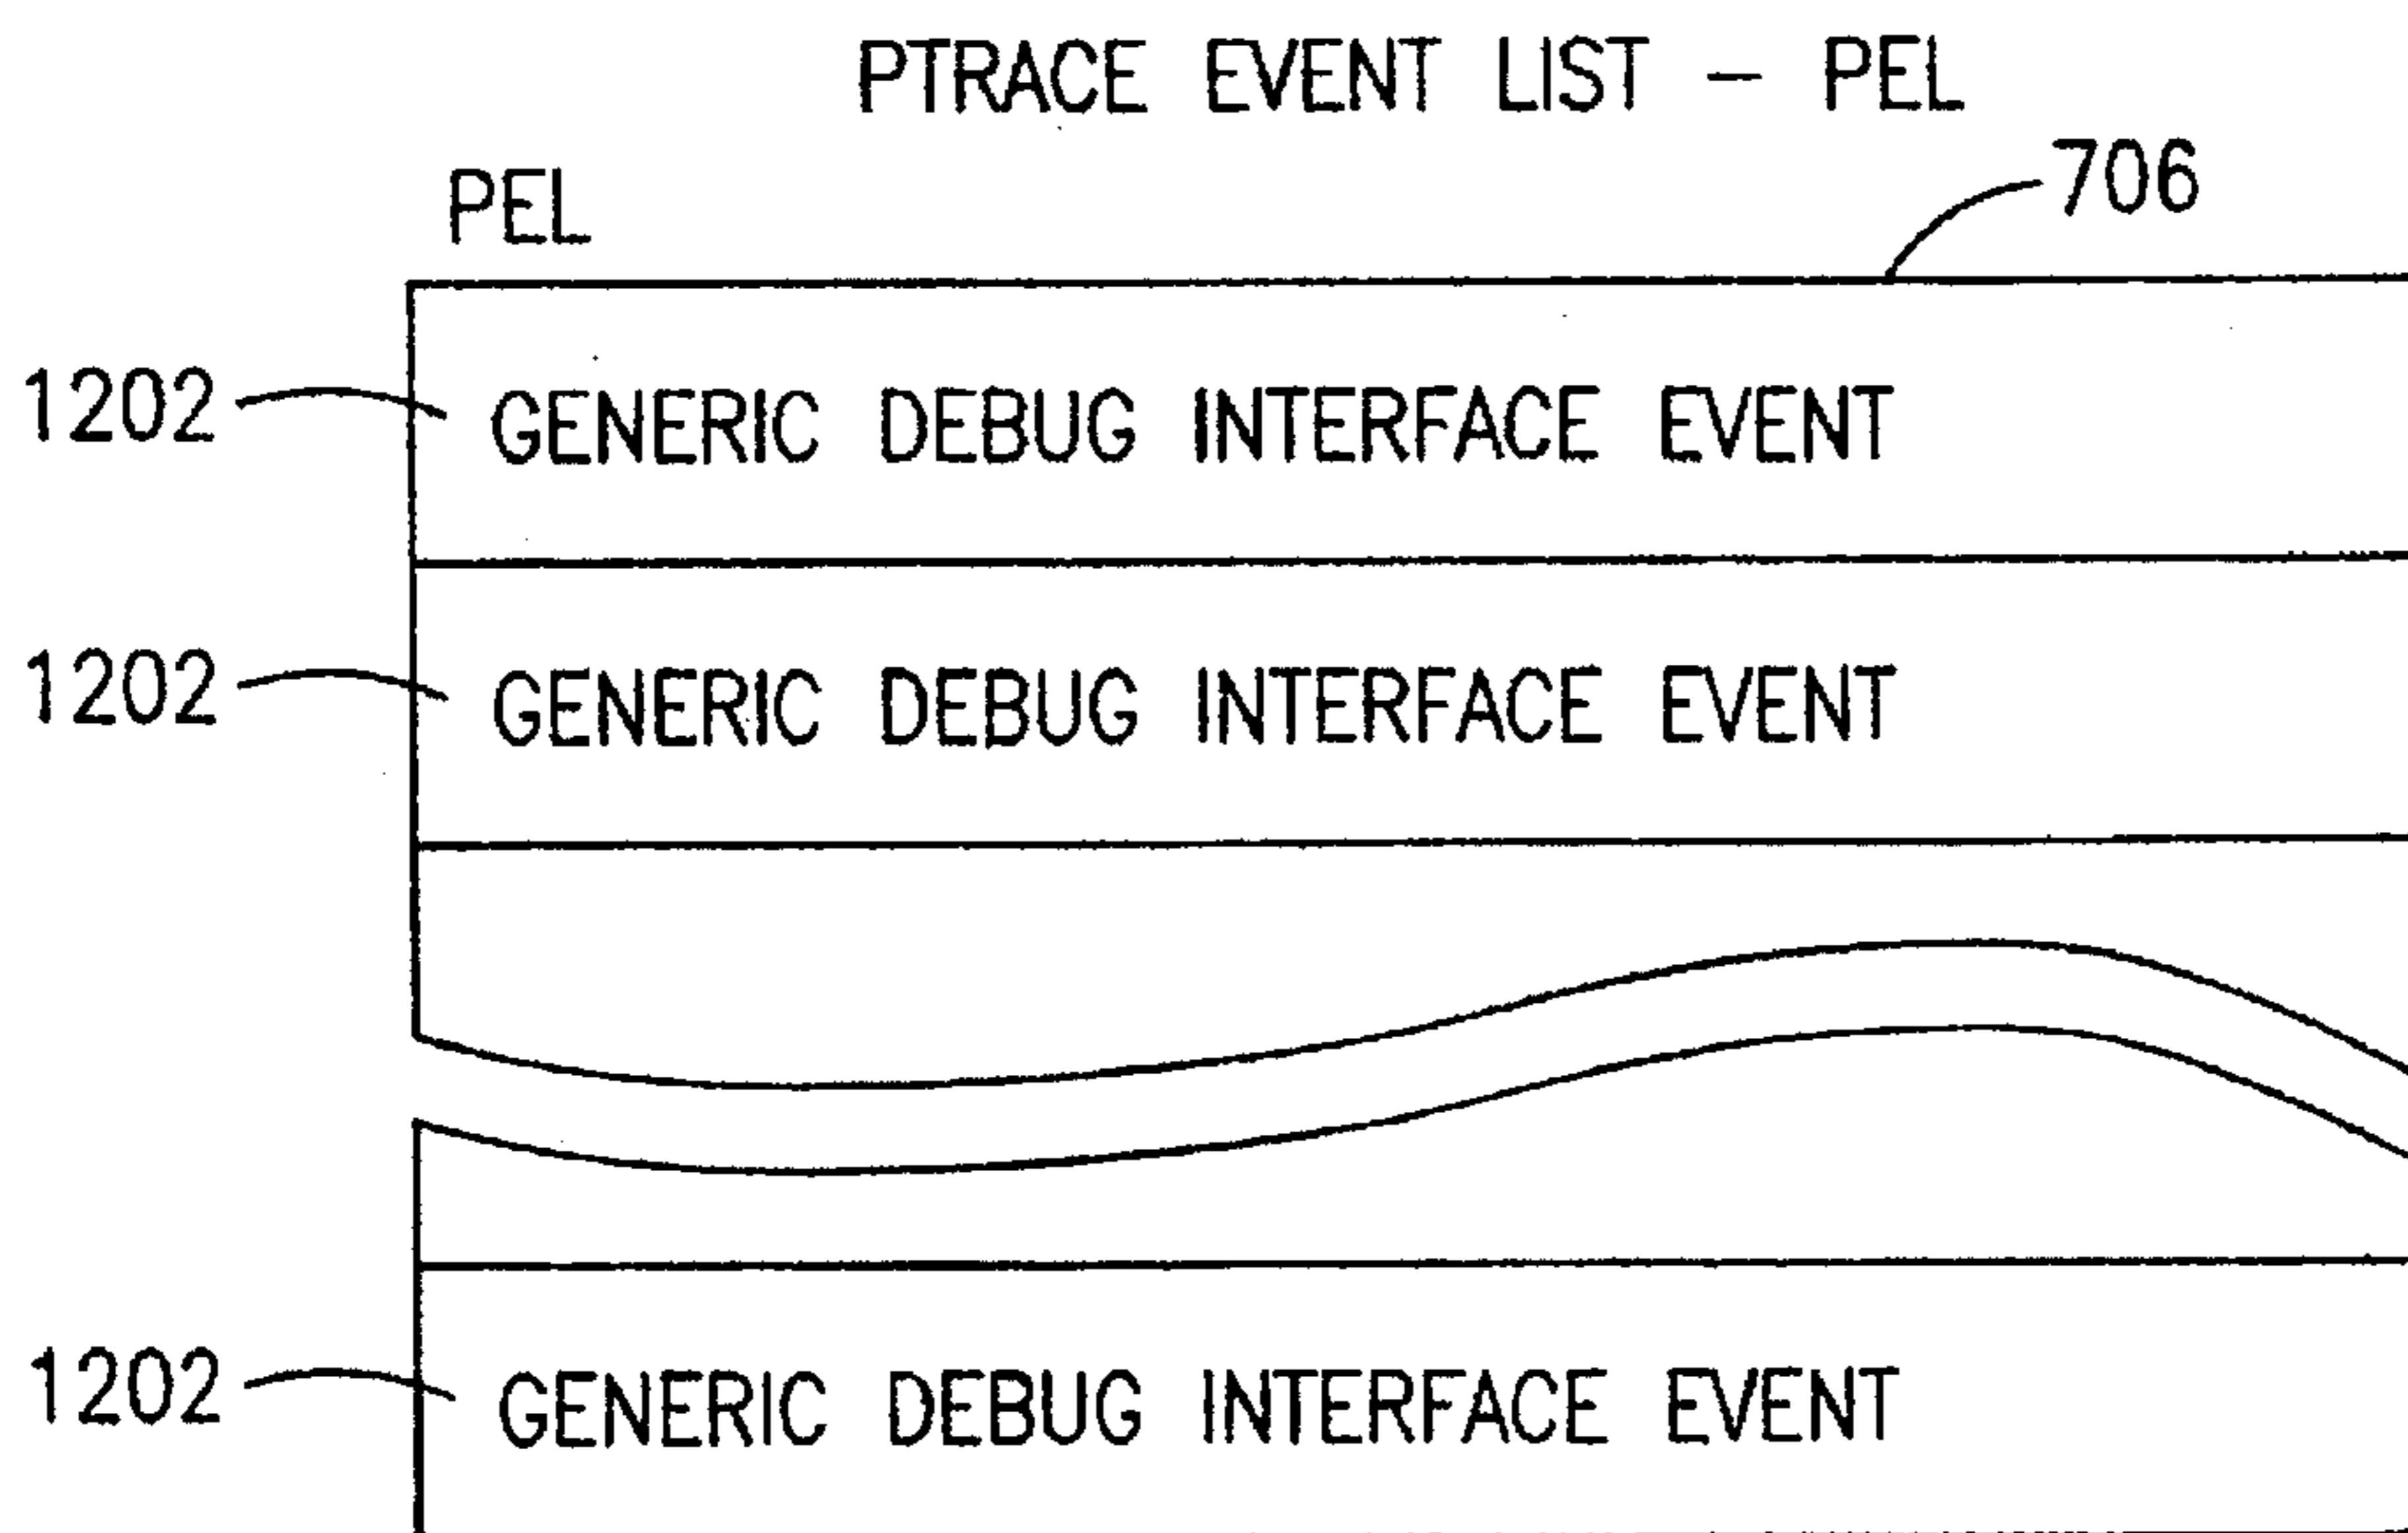 PTRACE EVENT LIST – PEL
706
PEL
1202 GENERIC DEBUG INTERFACE EVENT
1202 GENERIC DEBUG INTERFACE EVENT
1202 GENERIC DEBUG INTERFACE EVENT